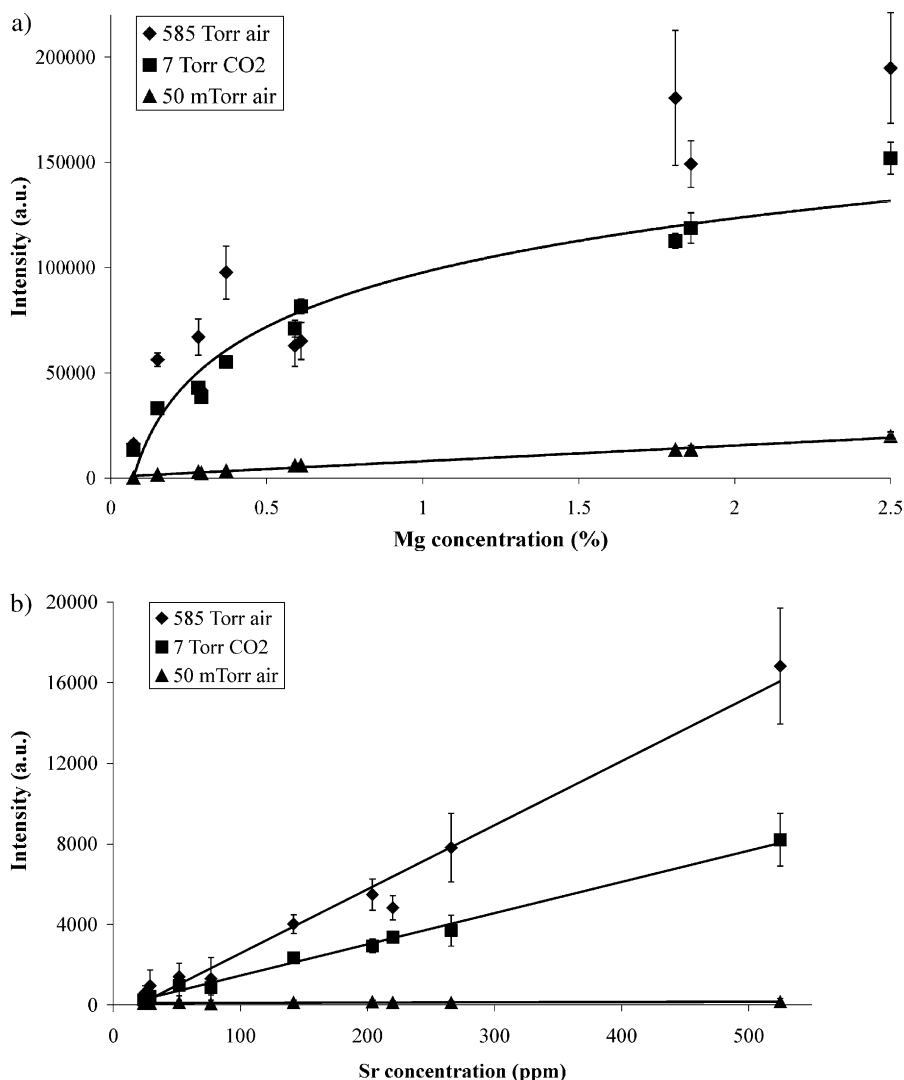 a)
585 Torr air
7 Torr CO2
50 mTorr air
200000
150000
100000
50000
0
Intensity (a.u.)
0 0.5 1 1.5 2 2.5
Mg concentration (%)
b)
585 Torr air
7 Torr CO2
50 mTorr air
20000
16000
12000
8000
4000
0
Intensity (a.u.)
0 100 200 300 400 500
Sr concentration (ppm)